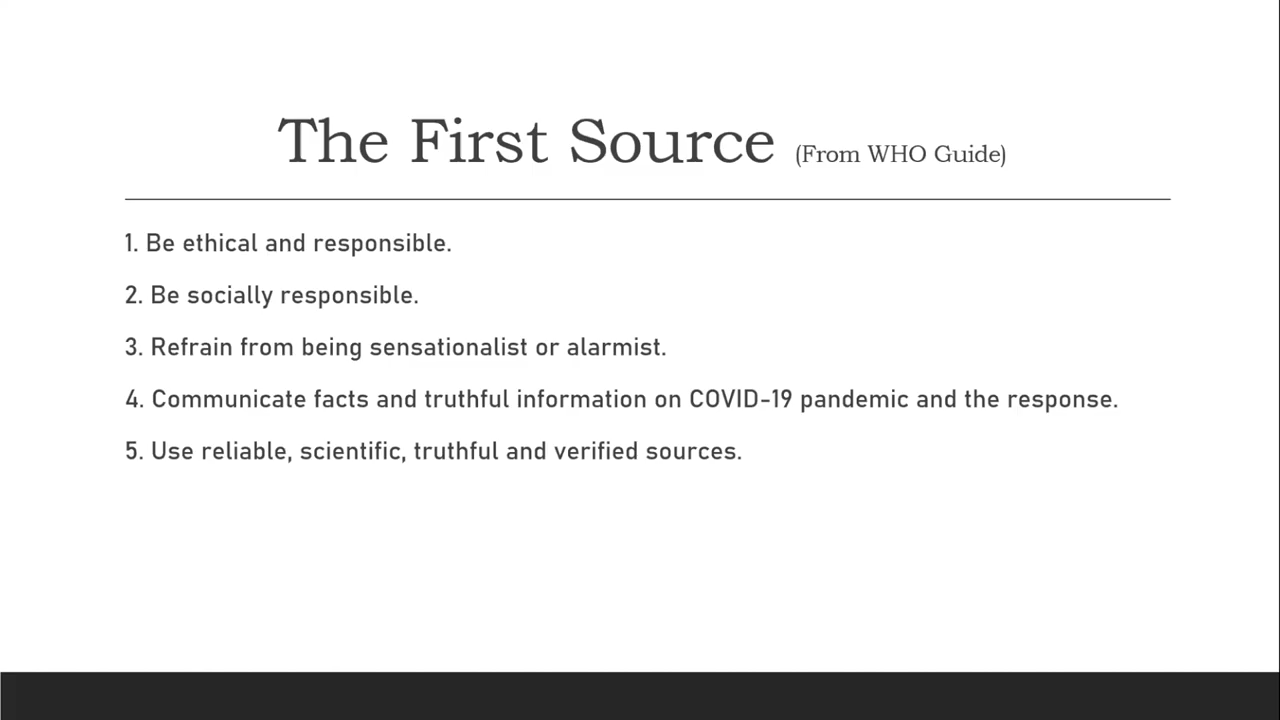 The First Source (From WHO Guide)
1. Be ethical and responsible.
2. Be socially responsible.
3. Refrain from being sensationalist or alarmist.
4. Communicate facts and truthful information on COVID-19 pandemic and the response.
5. Use reliable, scientific, truthful and verified sources.